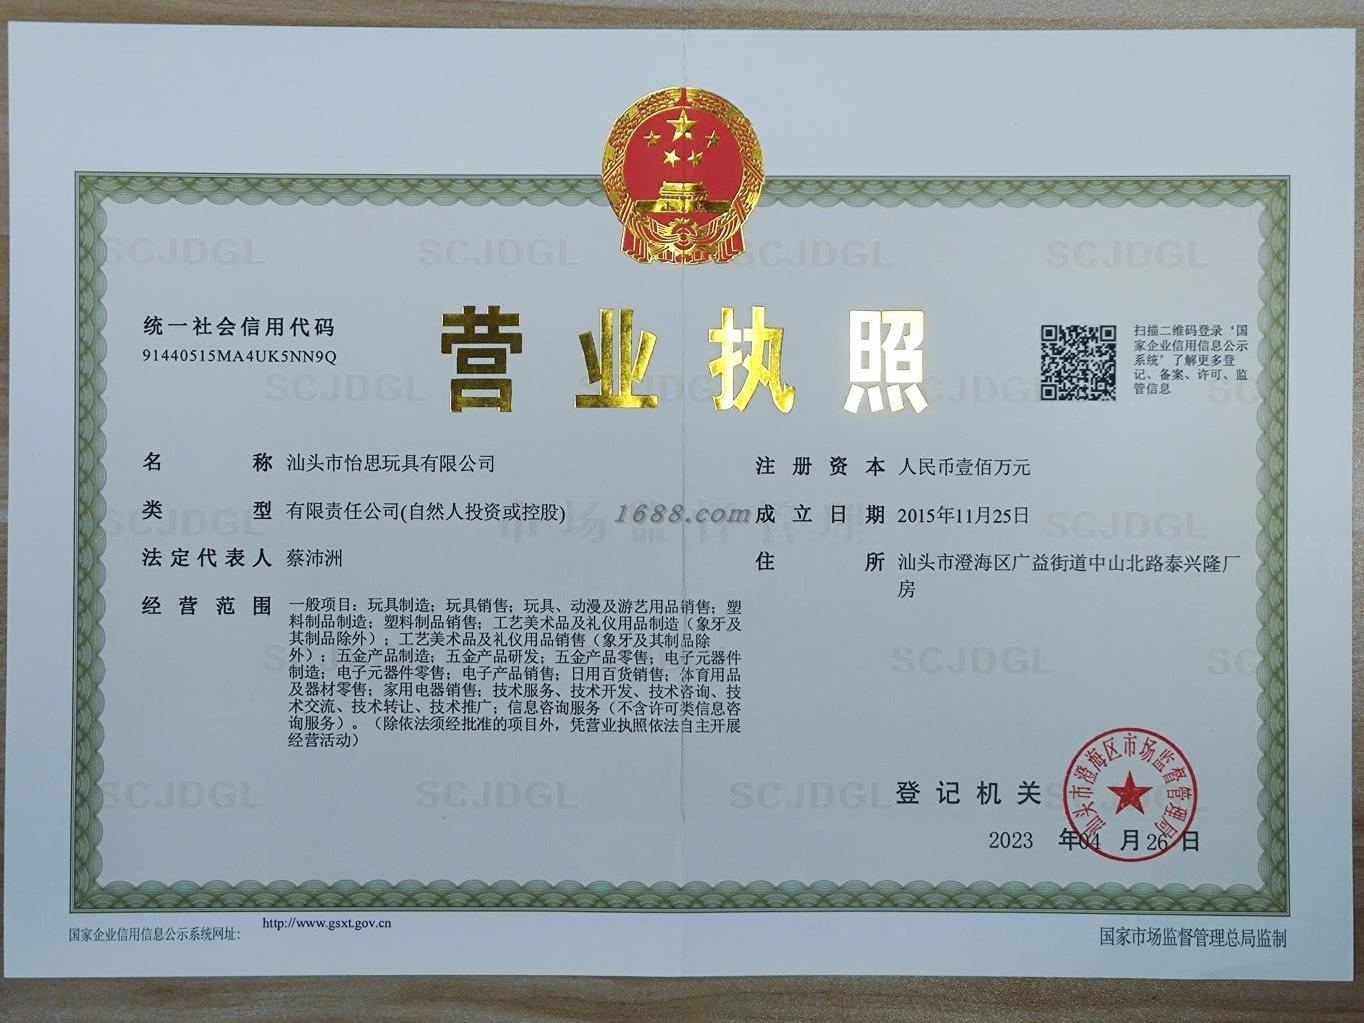 统一社会信用代码
91440515MA4UK5NN9Q
营业执照
扫描二维码登录‘国
家企业信用信息公示
系统’了解更多登
记、备案、许可、监
管信息
名称 汕头市怡思玩具有限公司
类型 有限责任公司(自然人投资或控股)
法定代表人 蔡沛洲
经营范围 一般项目：玩具制造；玩具销售；玩具、动漫及游艺用品销售；塑
料制品制造；塑料制品销售；工艺美术品及礼仪用品制造（象牙及
其制品除外）；工艺美术品及礼仪用品销售（象牙及其制品除
外）；五金产品制造；五金产品研发；五金产品零售；电子元器件
制造；电子元器件零售；电子产品销售；日用百货销售；体育用品
及器材零售；家用电器销售；技术服务、技术开发、技术咨询、技
术交流、技术转让、技术推广；信息咨询服务（不含许可类信息咨
询服务）。（除依法须经批准的项目外，凭营业执照依法自主开展
经营活动）
1688.com
注册资本 人民币壹佰万元
成立日期 2015年11月25日
住所 汕头市澄海区广益街道中山北路泰兴隆厂
房
登记机关
汕头市澄海区市场监督管理局
2023 年04 月26 日
国家企业信用信息公示系统网址：
http://www.gsxt.gov.cn
国家市场监督管理总局监制
SCJDGL
市场监督管理